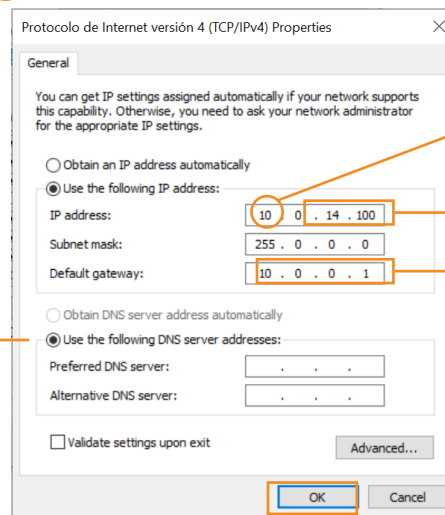 Protocolo de Internet versión 4 (TCP/IPv4) Properties
General
You can get IP settings assigned automatically if your network supports
this capability. Otherwise, you need to ask your network administrator
for the appropriate IP settings.
Obtain an IP address automatically
Use the following IP address:
IP address: 10 . 0 . 14 . 100
Subnet mask: 255 . 0 . 0 . 0
Default gateway: 10 . 0 . 0 . 1
Obtain DNS server address automatically
Use the following DNS server addresses:
Preferred DNS server: . . .
Alternative DNS server: . . .
Validate settings upon exit
Advanced...
OK Cancel